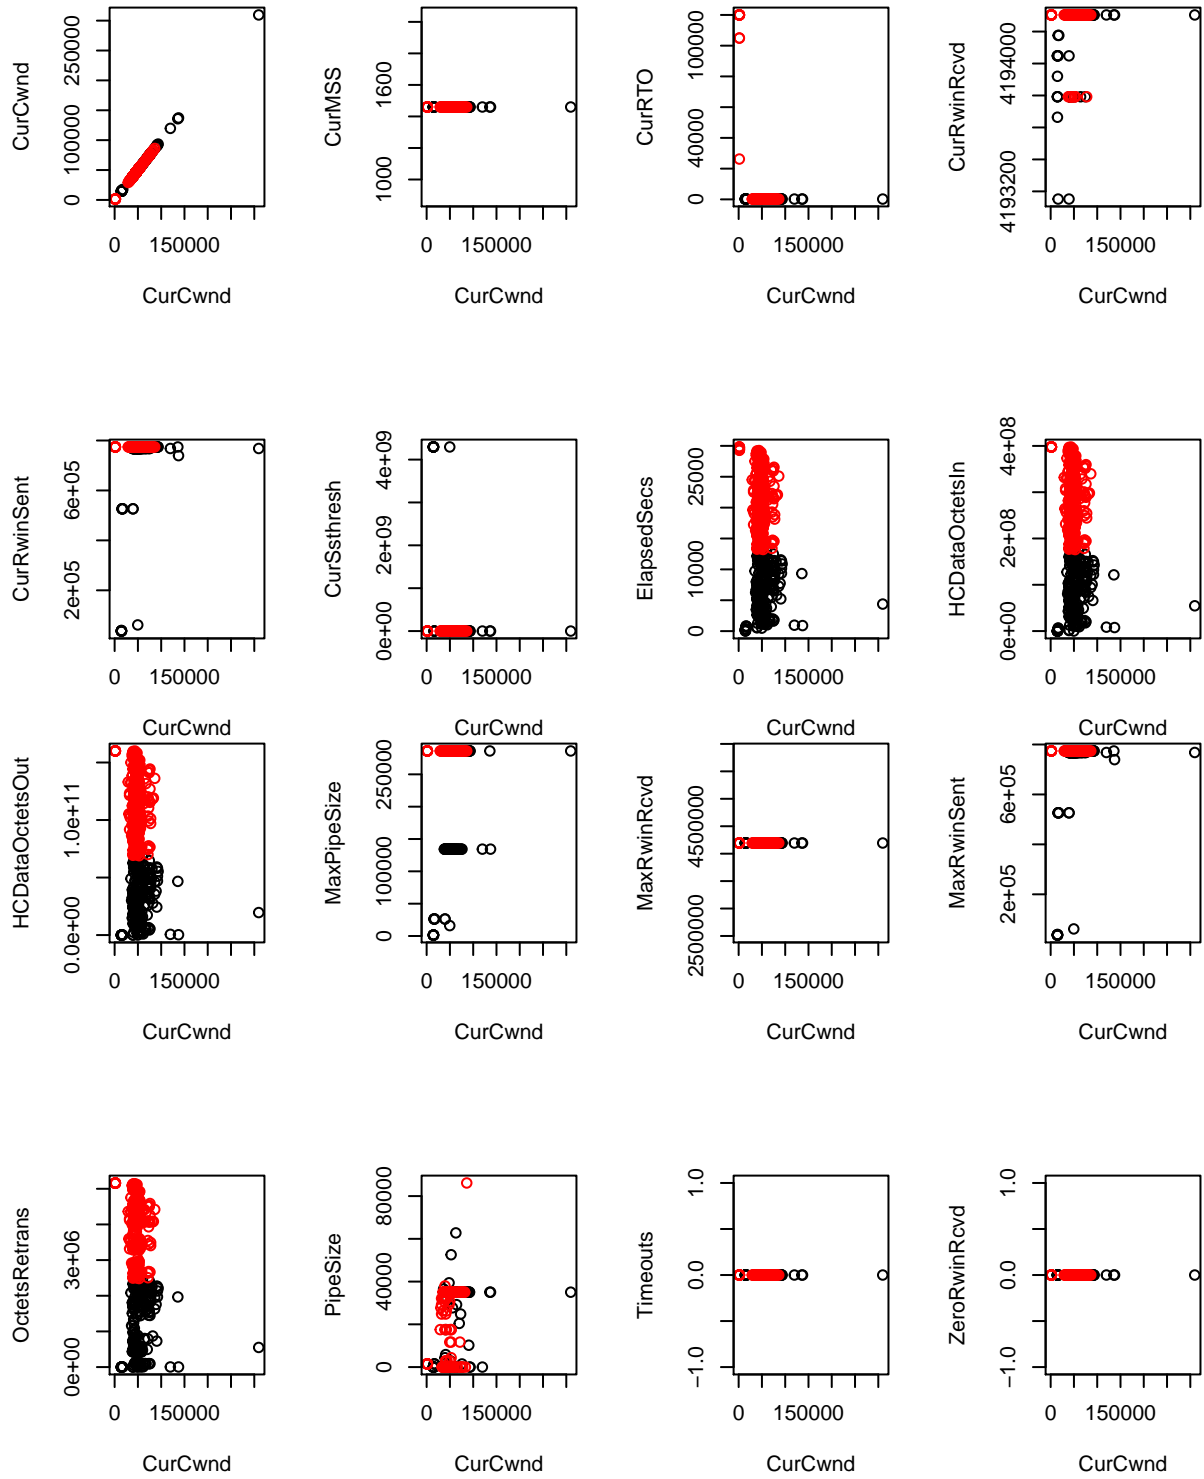 CurCwnd
0 100000 250000
0 150000
CurCwnd
CurMSS
1000 1600
0 150000
CurCwnd
CurRTO
0 40000 100000
0 150000
CurCwnd
CurRwinRcvd
4193200 4194000
0 150000
CurCwnd
CurRwinSent
2e+05 6e+05
0 150000
CurCwnd
CurSsthresh
0e+00 2e+09 4e+09
0 150000
CurCwnd
ElapsedSecs
0 10000 25000
0 150000
CurCwnd
HCDataOctetsIn
0e+00 2e+08 4e+08
0 150000
CurCwnd
HCDataOctetsOut
0.0e+00 1.0e+11
0 150000
CurCwnd
MaxPipeSize
0 100000 250000
0 150000
CurCwnd
MaxRwinRcvd
2500000 4500000
0 150000
CurCwnd
MaxRwinSent
2e+05 6e+05
0 150000
CurCwnd
OctetsRetrans
0e+00 3e+06
0 150000
CurCwnd
PipeSize
0 40000 80000
0 150000
CurCwnd
Timeouts
−1.0 0.0 1.0
0 150000
CurCwnd
ZeroRwinRcvd
−1.0 0.0 1.0
0 150000
CurCwnd